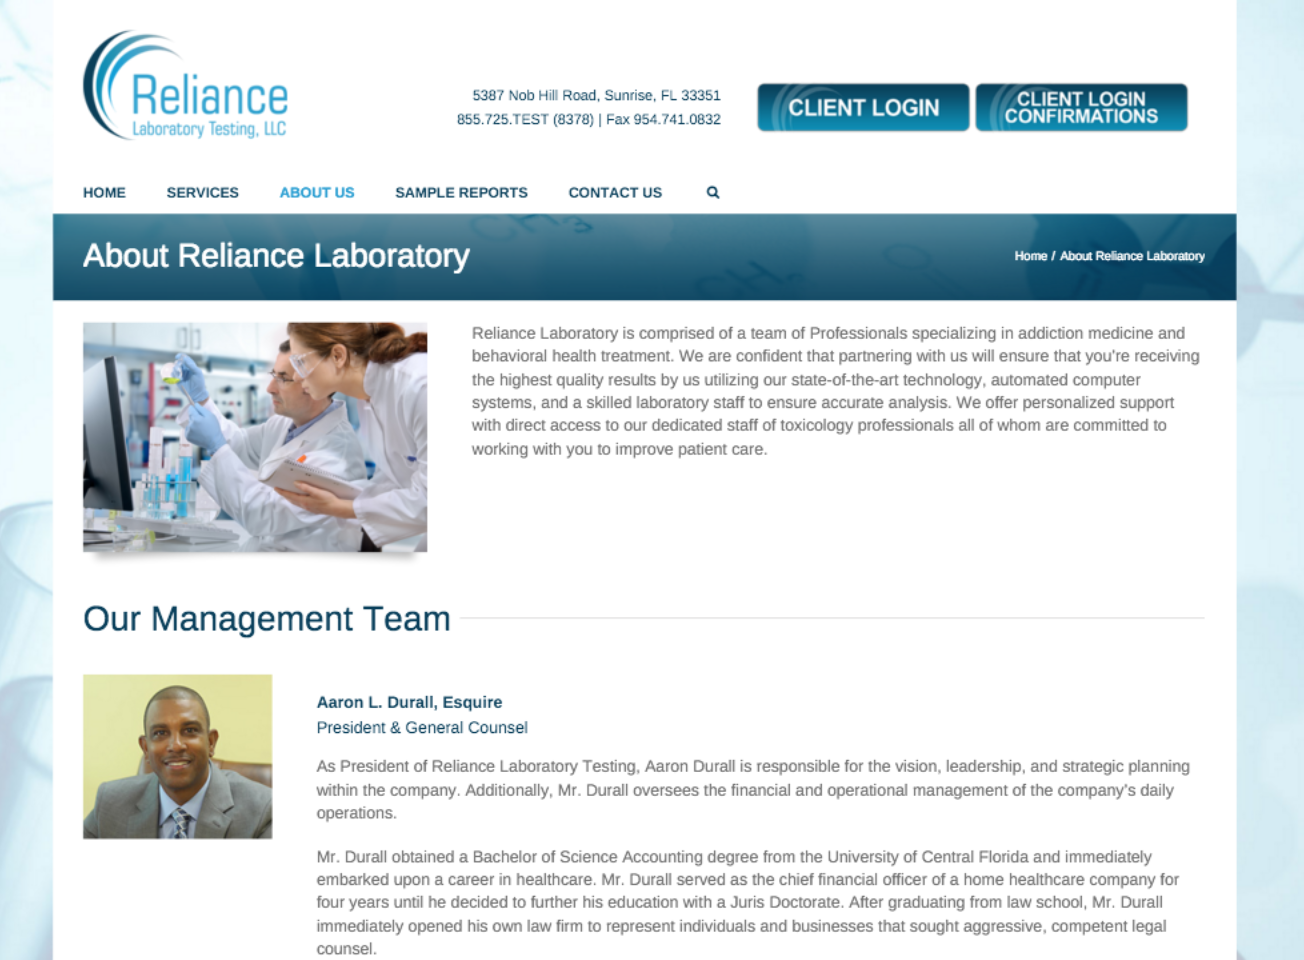 Reliance
Laboratory Testing, LLC
5387 Nob Hill Road, Sunrise, FL 33351
855.725.TEST (8378) | Fax 954.741.0832
CLIENT LOGIN
CLIENT LOGIN
CONFIRMATIONS
HOME SERVICES ABOUT US SAMPLE REPORTS CONTACT US
CH3
CH
About Reliance Laboratory
Home / About Reliance Laboratory
Reliance Laboratory is comprised of a team of Professionals specializing in addiction medicine and
behavioral health treatment. We are confident that partnering with us will ensure that you're receiving
the highest quality results by us utilizing our state-of-the-art technology, automated computer
systems, and a skilled laboratory staff to ensure accurate analysis. We offer personalized support
with direct access to our dedicated staff of toxicology professionals all of whom are committed to
working with you to improve patient care.
Our Management Team
Aaron L. Durall, Esquire
President & General Counsel
As President of Reliance Laboratory Testing, Aaron Durall is responsible for the vision, leadership, and strategic planning
within the company. Additionally, Mr. Durall oversees the financial and operational management of the company's daily
operations.
Mr. Durall obtained a Bachelor of Science Accounting degree from the University of Central Florida and immediately
embarked upon a career in healthcare. Mr. Durall served as the chief financial officer of a home healthcare company for
four years until he decided to further his education with a Juris Doctorate. After graduating from law school, Mr. Durall
immediately opened his own law firm to represent individuals and businesses that sought aggressive, competent legal
counsel.